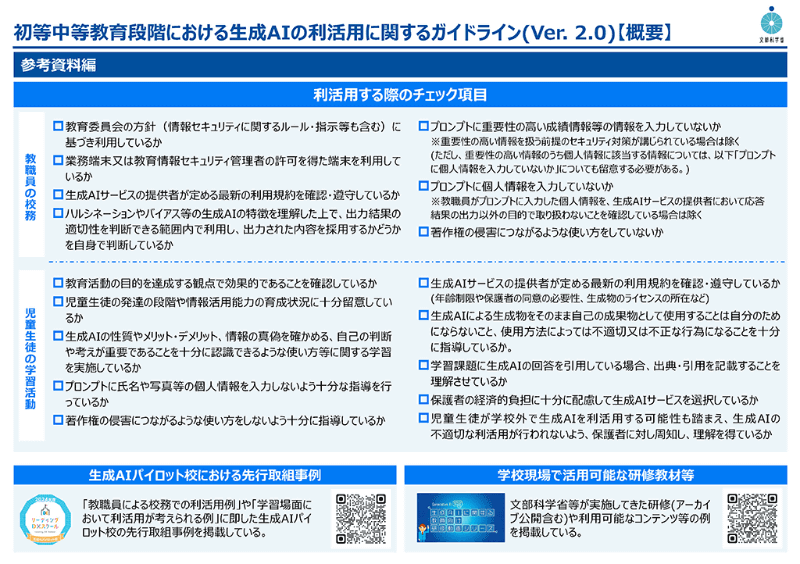 初等中等教育段階における生成AIの利活用に関するガイドライン(Ver. 2.0)【概要】
文部科学省
参考資料編
利活用する際のチェック項目
教職員の校務
教育委員会の方針（情報セキュリティに関するルール・指示等も含む）に
基づき利用しているか
業務端末又は教育情報セキュリティ管理者の許可を得た端末を利用して
いるか
生成AIサービスの提供者が定める最新の利用規約を確認・遵守しているか
ハルシネーションやバイアス等の生成AIの特徴を理解した上で、出力結果の
適切性を判断できる範囲内で利用し、出力された内容を採用するかどうか
を自身で判断しているか
プロンプトに重要性の高い成績情報等の情報を入力していないか
※重要性の高い情報を扱う前提のセキュリティ対策が講じられている場合は除く
(ただし、重要性の高い情報のうち個人情報に該当する情報については、以下「プロンプト
に個人情報を入力していないか」についても留意する必要がある。)
プロンプトに個人情報を入力していないか
※教職員がプロンプトに入力した個人情報を、生成AIサービスの提供者において応答
結果の出力以外の目的で取り扱わないことを確認している場合は除く
著作権の侵害につながるような使い方をしていないか
児童生徒の学習活動
教育活動の目的を達成する観点で効果的であることを確認しているか
児童生徒の発達の段階や情報活用能力の育成状況に十分留意してい
るか
生成AIの性質やメリット・デメリット、情報の真偽を確かめる、自己の判断
や考えが重要であることを十分に認識できるような使い方等に関する学習
を実施しているか
プロンプトに氏名や写真等の個人情報を入力しないよう十分な指導を行
っているか
著作権の侵害につながるような使い方をしないよう十分に指導しているか
生成AIサービスの提供者が定める最新の利用規約を確認・遵守しているか
(年齢制限や保護者の同意の必要性、生成物のライセンスの所在など)
生成AIによる生成物をそのまま自己の成果物として使用することは自分のため
にならないこと、使用方法によっては不適切又は不正な行為になることを十分
に指導しているか。
学習課題に生成AIの回答を引用している場合、出典・引用を記載することを
理解させているか
保護者の経済的負担に十分に配慮して生成AIサービスを選択しているか
児童生徒が学校外で生成AIを利活用する可能性も踏まえ、生成AIの
不適切な利活用が行われないよう、保護者に対し周知し、理解を得ているか
生成AIパイロット校における先行取組事例
リーディング
DXスクール
「教職員による校務での利活用例」や「学習場面に
おいて利活用が考えられる例」に即した生成AIパイ
ロット校の先行取組事例を掲載している。
学校現場で活用可能な研修教材等
文部科学省等が実施してきた研修(アーカイ
ブ公開含む)や利用可能なコンテンツ等の例
を掲載している。